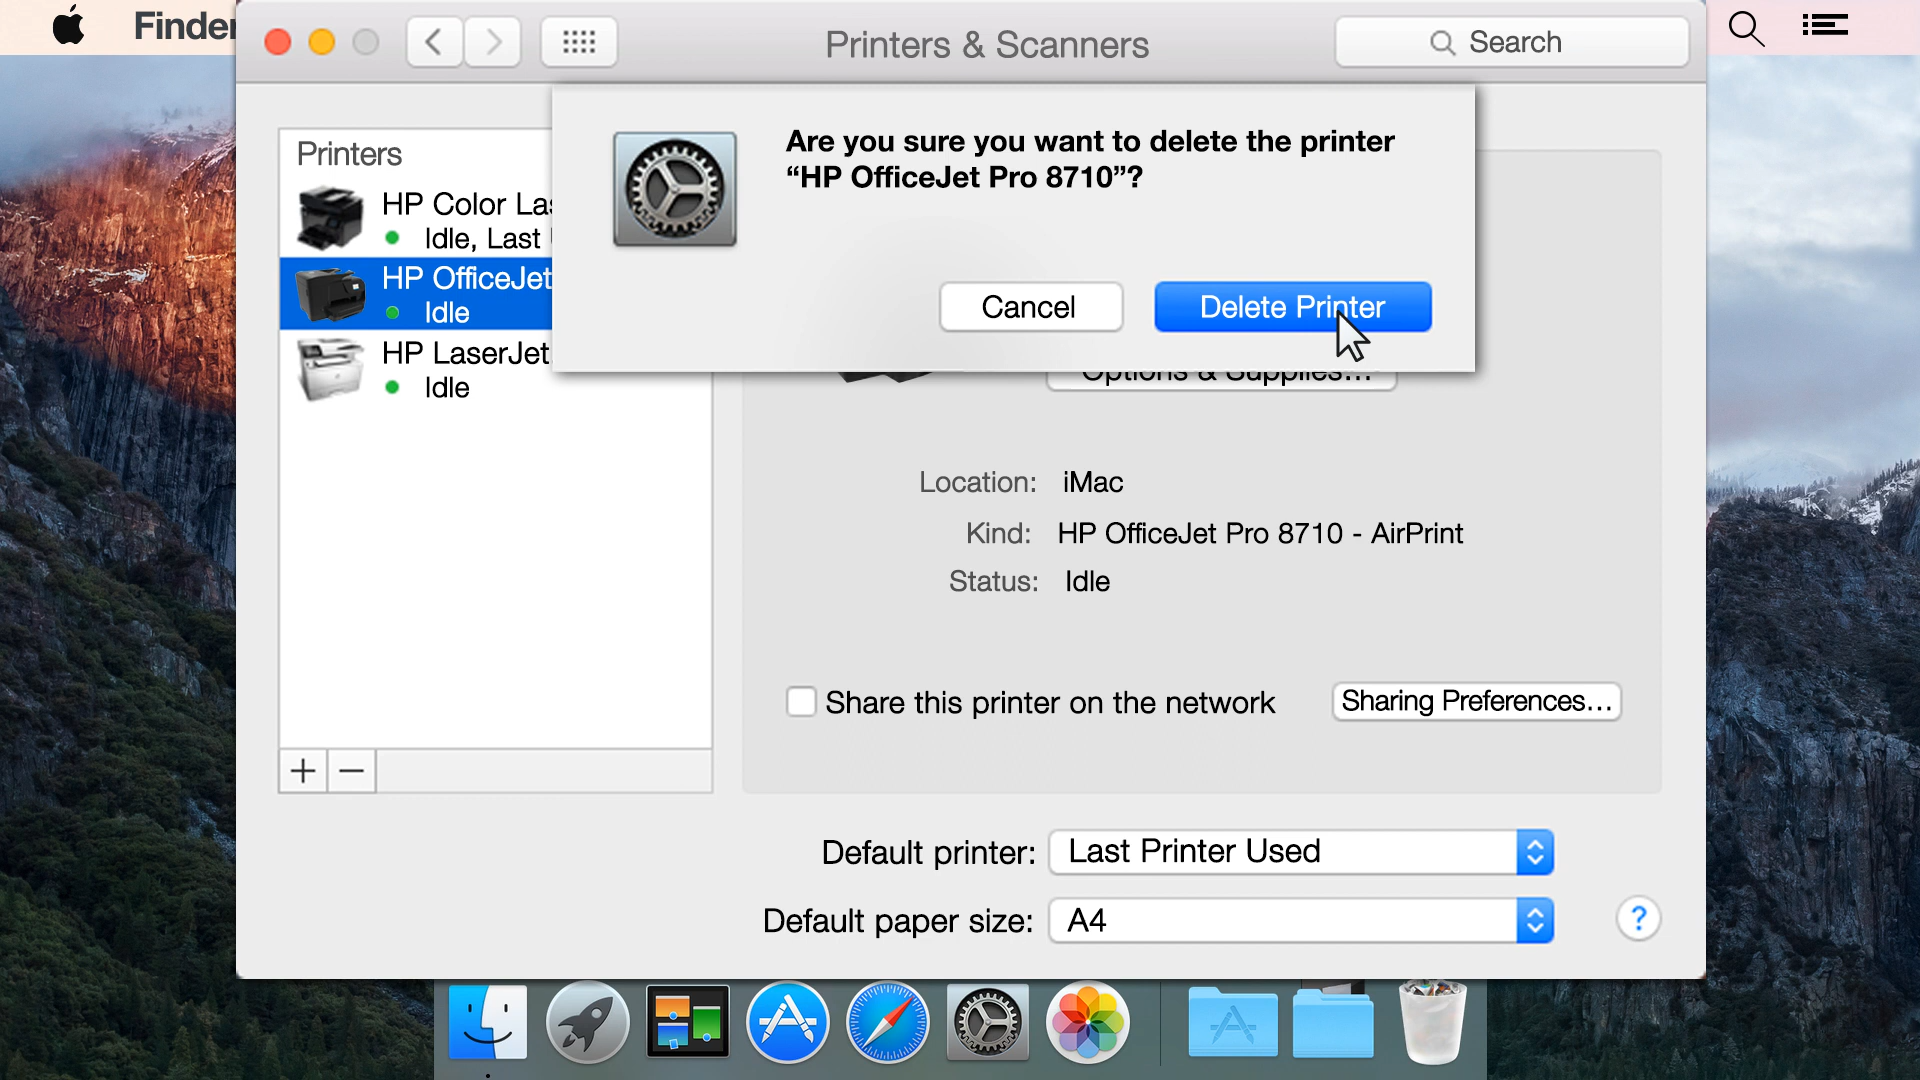 Finder
Printers & Scanners
Search
Are you sure you want to delete the printer
“HP OfficeJet Pro 8710”?
Cancel
Delete Printer
Printers
HP Color Las
Idle, Last
HP OfficeJet
Idle
HP LaserJet
Idle
Options & Supplies...
Location: iMac
Kind: HP OfficeJet Pro 8710 - AirPrint
Status: Idle
Share this printer on the network
Sharing Preferences...
+ −
Default printer: Last Printer Used
Default paper size: A4
?